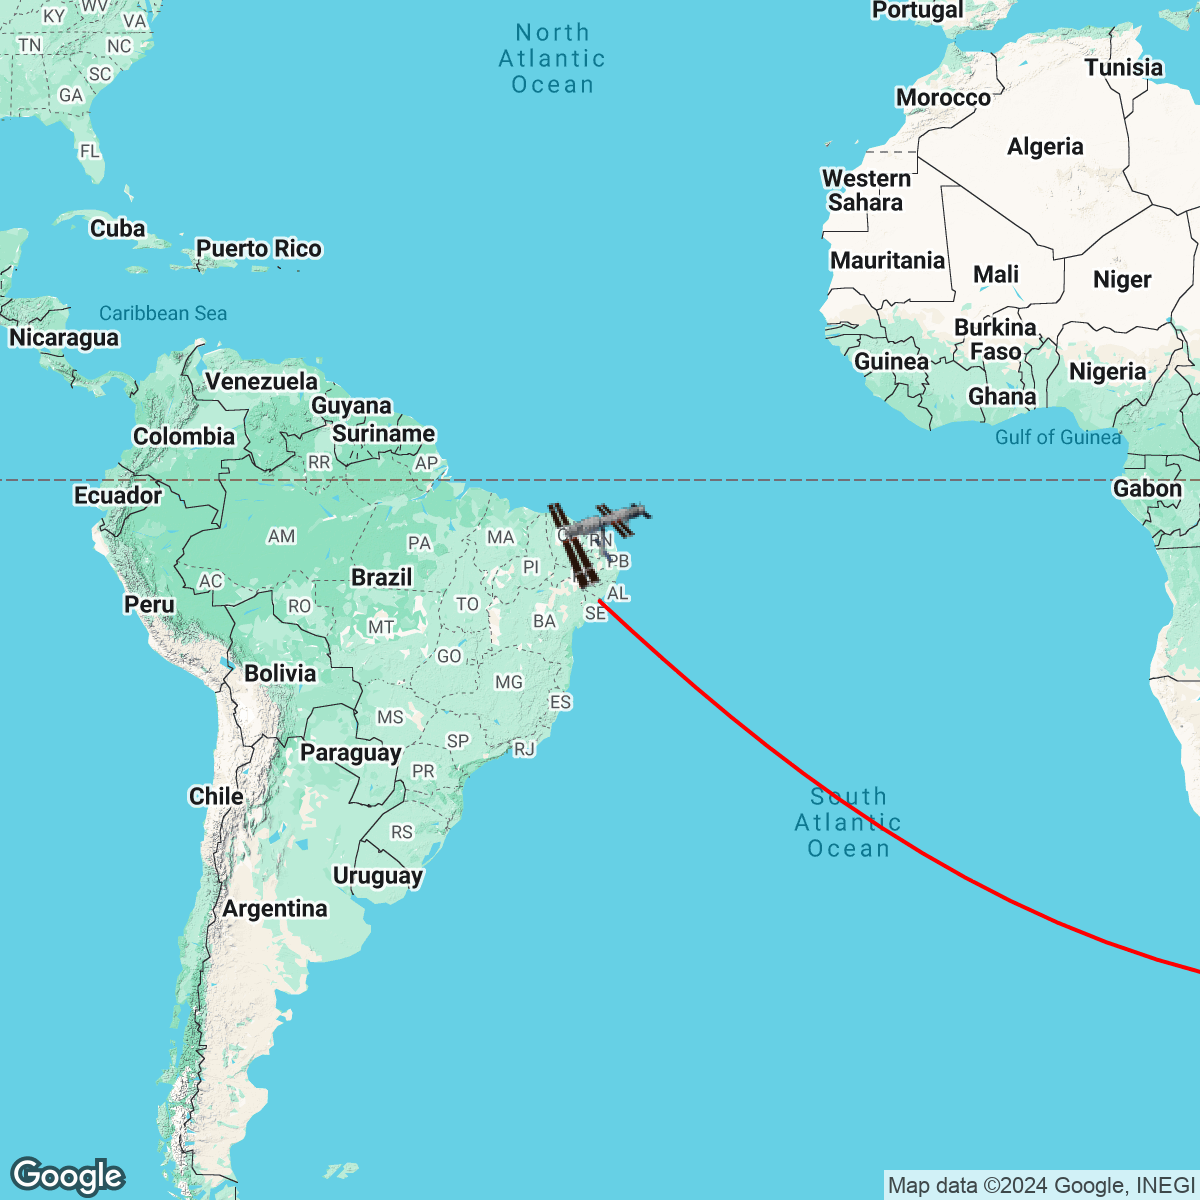 Portugal
KY
WV
VA
TN
NC
SC
GA
FL
North
Atlantic
Ocean
Tunisia
Morocco
Algeria
Western
Sahara
Cuba
Puerto Rico
Mauritania
Mali
Niger
Caribbean Sea
Nicaragua
Burkina
Faso
Guinea
Nigeria
Ghana
Venezuela
Guyana
Suriname
Colombia
Gulf of Guinea
RR
AP
Ecuador
Gabon
AM
PA
MA
RN
PB
PI
AC
Brazil
Peru
RO
TO
AL
SE
BA
MT
GO
Bolivia
MG
ES
MS
SP
RJ
Paraguay
PR
Chile
South
Atlantic
Ocean
RS
Uruguay
Argentina
Google
Map data ©2024 Google, INEGI